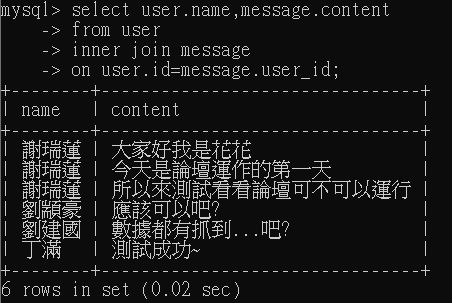 mysql> select user.name,message.content
    -> from user
    -> inner join message
    -> on user.id=message.user_id;
+--------+----------------------------------+
| name | content |
+--------+----------------------------------+
| 謝瑞蓮 | 大家好我是花花 |
| 謝瑞蓮 | 今天是論壇運作的第一天 |
| 謝瑞蓮 | 所以來測試看看論壇可不可以運行 |
| 劉顓豪 | 應該可以吧? |
| 劉建國 | 數據都有抓到...吧? |
| 丁滿 | 測試成功~ |
+--------+----------------------------------+
6 rows in set (0.02 sec)